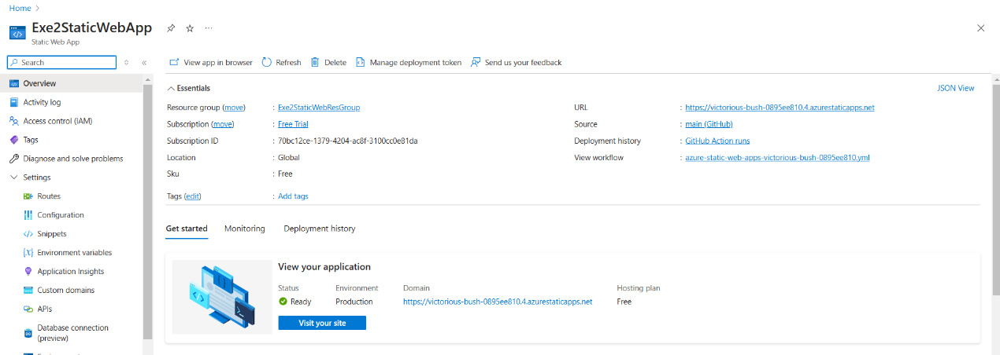 Home
Exe2StaticWebApp
Static Web App
Search
View app in browser Refresh Delete Manage deployment token Send us your feedback
Overview
Activity log
Access control (IAM)
Tags
Diagnose and solve problems
Settings
Routes
Configuration
Snippets
Environment variables
Application Insights
Custom domains
APIs
Database connection
(preview)
Essentials JSON View
Resource group (move) : Exe2StaticWebResGroup
Subscription (move) : Free Trial
Subscription ID : 70bc12ce-1379-4204-ac8f-3100cc0e81da
Location : Global
Sku : Free
Tags (edit) : Add tags
URL : https://victorious-bush-0895ee810.4.azurestaticapps.net
Source : main (GitHub)
Deployment history : GitHub Action runs
View workflow : azure-static-web-apps-victorious-bush-0895ee810.yml
Get started Monitoring Deployment history
View your application
Status Environment Domain Hosting plan
Ready Production https://victorious-bush-0895ee810.4.azurestaticapps.net Free
Visit your site